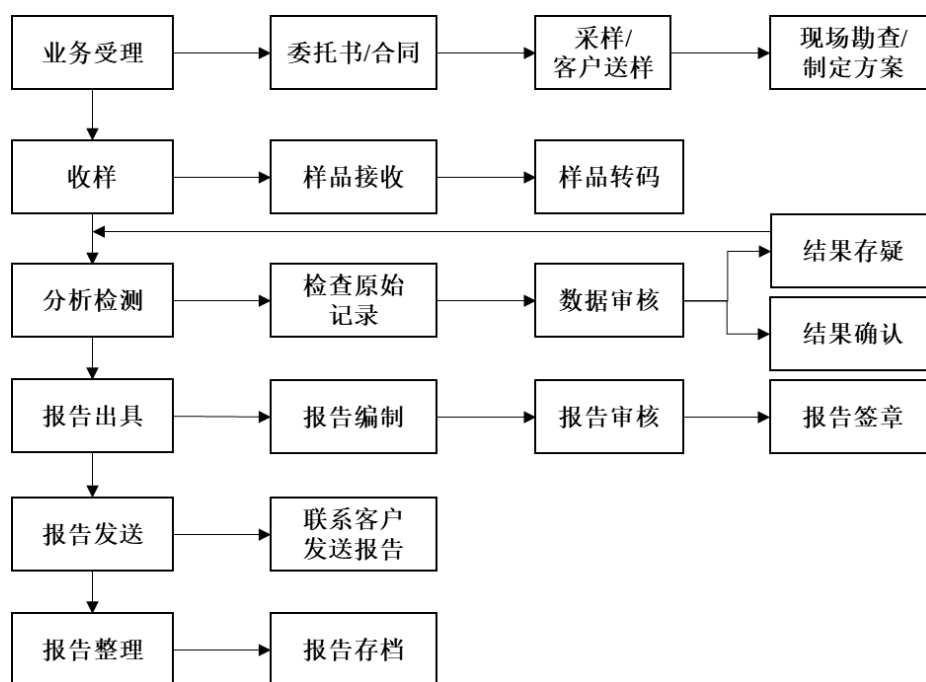 业务受理
委托书/合同
采样/
客户送样
现场勘查/
制定方案
收样
样品接收
样品转码
结果存疑
分析检测
检查原始
记录
数据审核
结果确认
报告出具
报告编制
报告审核
报告签章
报告发送
联系客户
发送报告
报告整理
报告存档